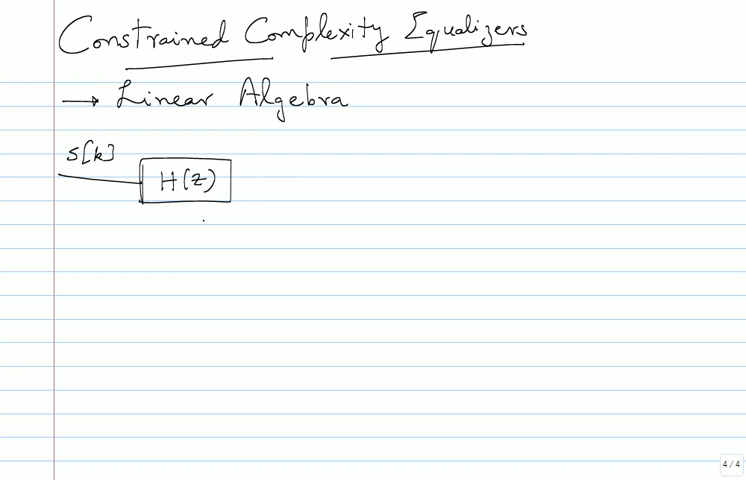 Constrained Complexity Equalizers
→ Linear Algebra
s[k]
H(z)
4/4